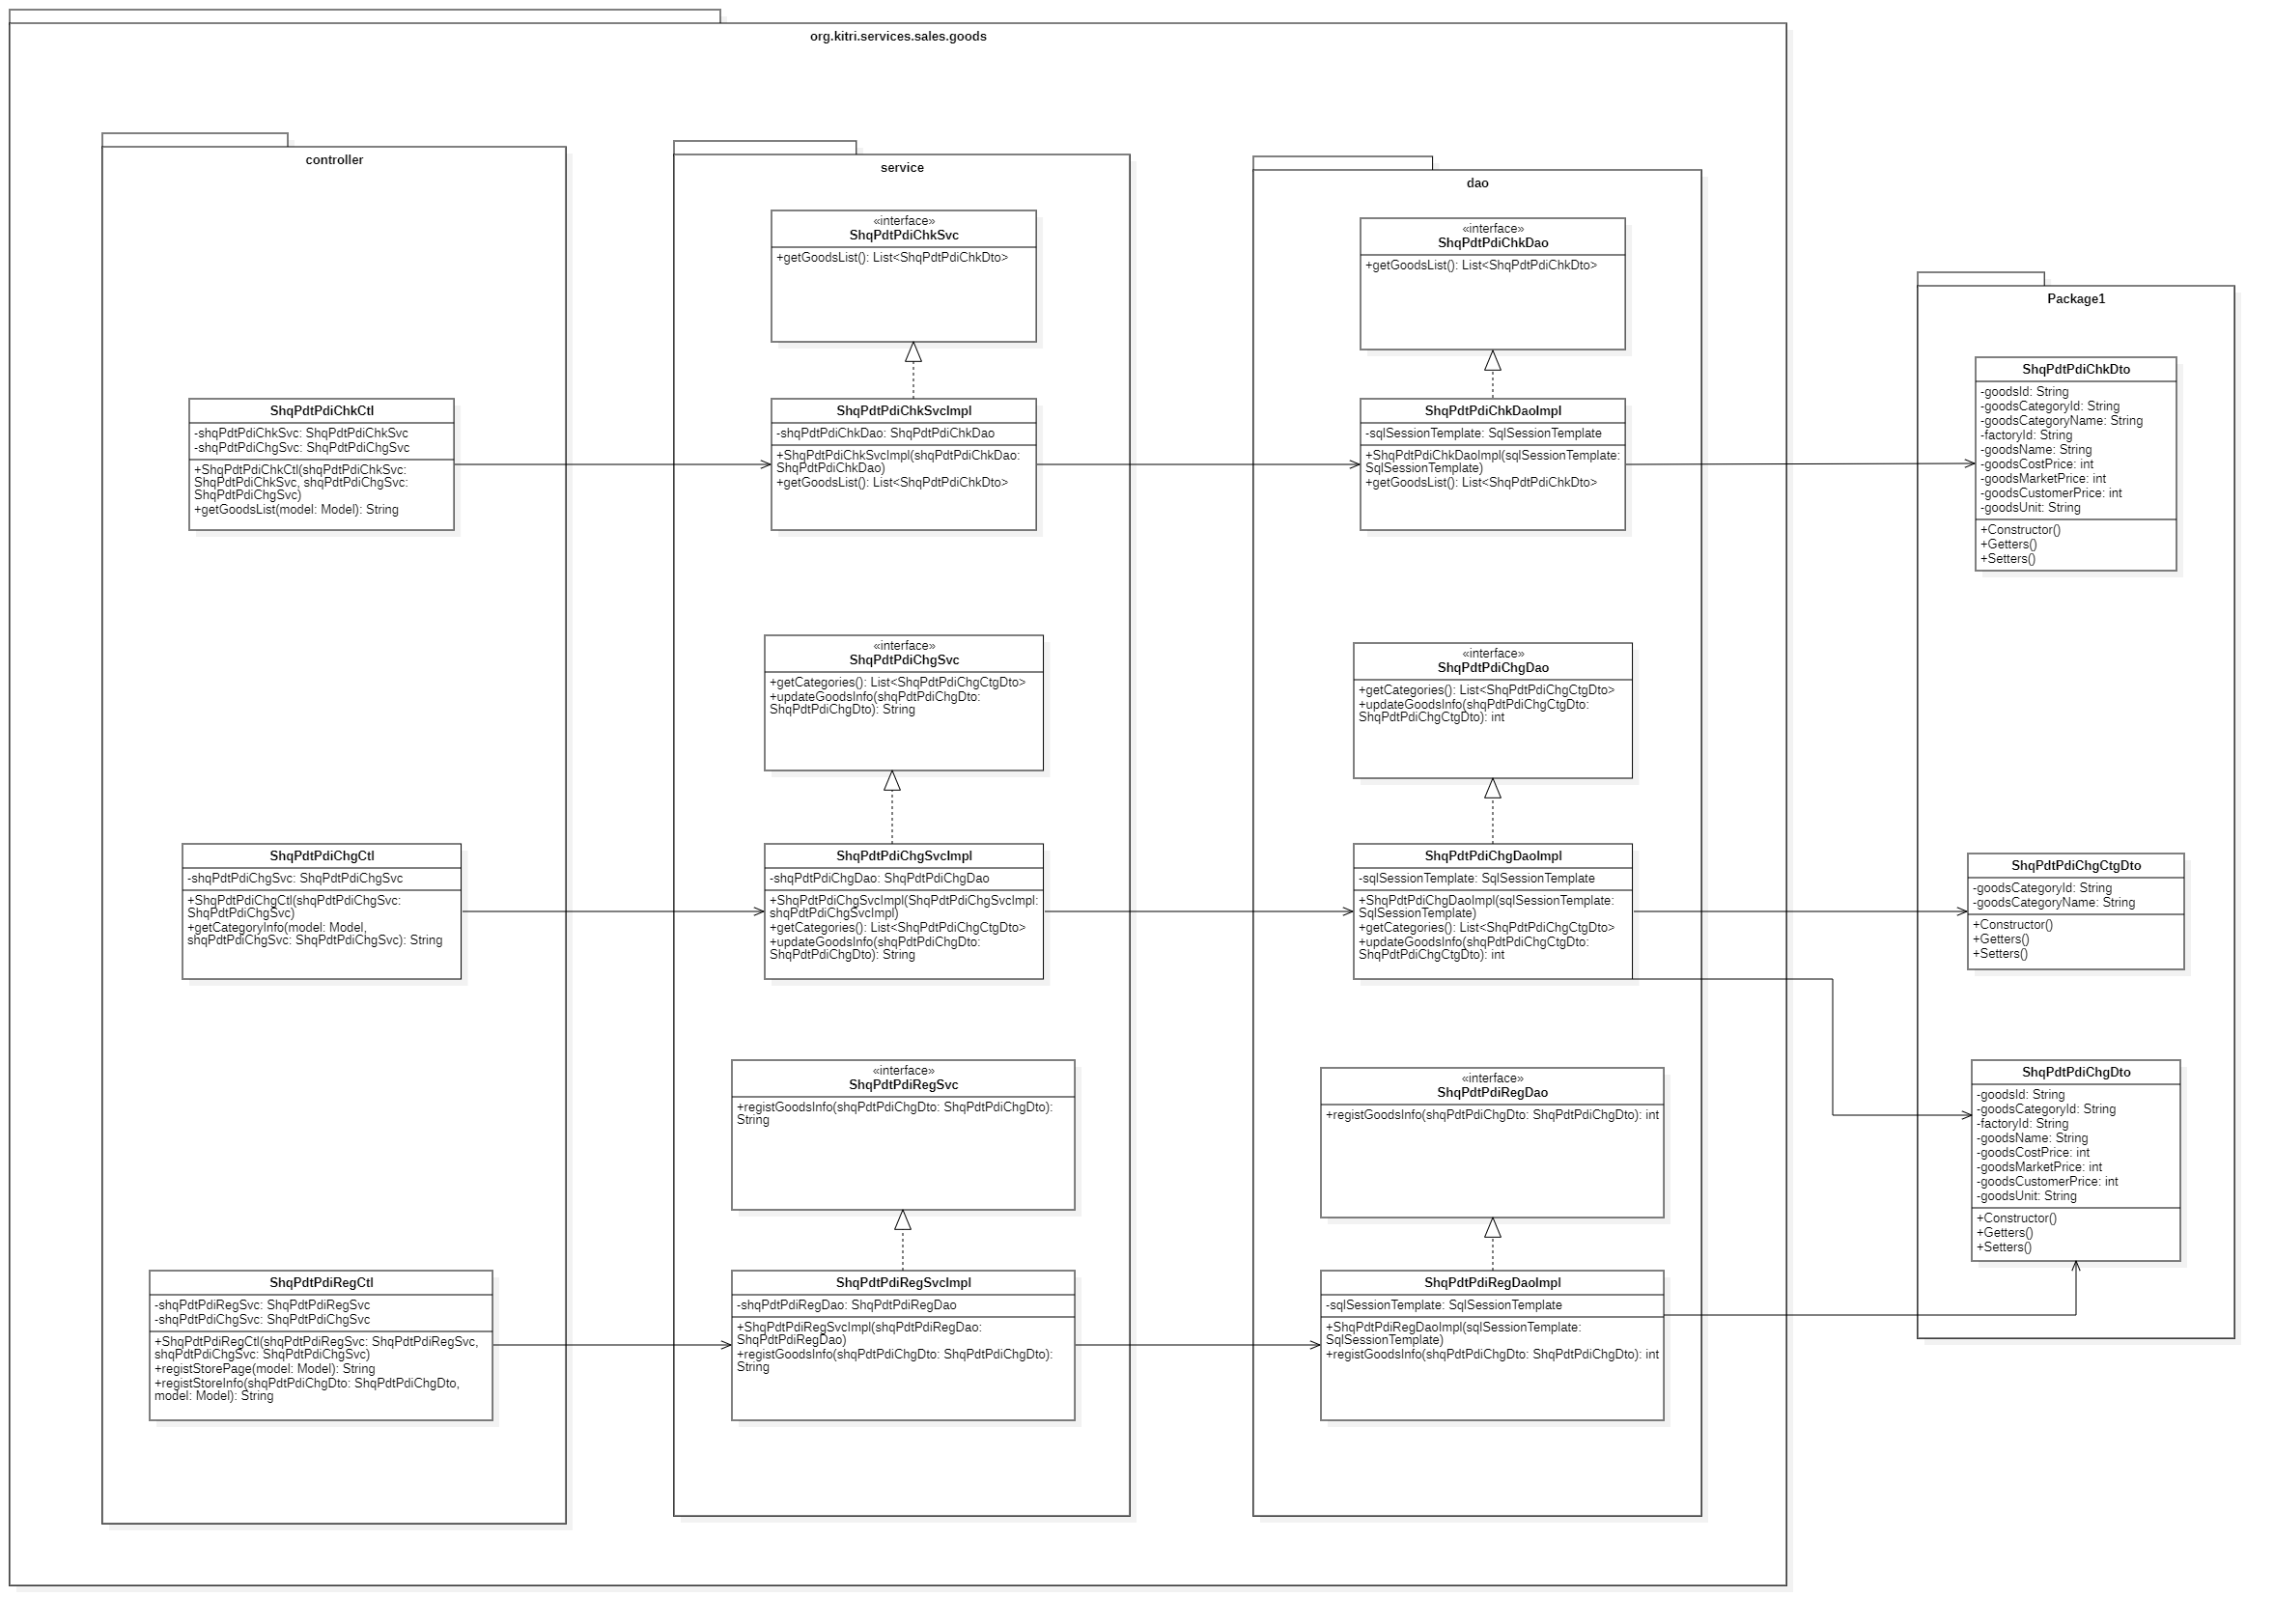 org.kitri.services.sales.goods
controller
ShqPdtPdiChkCtl
-shqPdtPdiChkSvc: ShqPdtPdiChkSvc
-shqPdtPdiChgSvc: ShqPdtPdiChgSvc
+ShqPdtPdiChkCtl(shqPdtPdiChkSvc:
ShqPdtPdiChkSvc, shqPdtPdiChgSvc:
ShqPdtPdiChgSvc)
+getGoodsList(model: Model): String
ShqPdtPdiChgCtl
-shqPdtPdiChgSvc: ShqPdtPdiChgSvc
+ShqPdtPdiChgCtl(shqPdtPdiChgSvc:
ShqPdtPdiChgSvc)
+getCategoryInfo(model: Model,
shqPdtPdiChgSvc: ShqPdtPdiChgSvc): String
ShqPdtPdiRegCtl
-shqPdtPdiRegSvc: ShqPdtPdiRegSvc
-shqPdtPdiChgSvc: ShqPdtPdiChgSvc
+ShqPdtPdiRegCtl(shqPdtPdiRegSvc: ShqPdtPdiRegSvc,
shqPdtPdiChgSvc: ShqPdtPdiChgSvc)
+registStorePage(model: Model): String
+registStoreInfo(shqPdtPdiChgDto: ShqPdtPdiChgDto,
model: Model): String
service
«interface»
ShqPdtPdiChkSvc
+getGoodsList(): List<ShqPdtPdiChkDto>
ShqPdtPdiChkSvcImpl
-shqPdtPdiChkDao: ShqPdtPdiChkDao
+ShqPdtPdiChkSvcImpl(shqPdtPdiChkDao:
ShqPdtPdiChkDao)
+getGoodsList(): List<ShqPdtPdiChkDto>
«interface»
ShqPdtPdiChgSvc
+getCategories(): List<ShqPdtPdiChgCtgDto>
+updateGoodsInfo(shqPdtPdiChgDto:
ShqPdtPdiChgDto): String
ShqPdtPdiChgSvcImpl
-shqPdtPdiChgDao: ShqPdtPdiChgDao
+ShqPdtPdiChgSvcImpl(ShqPdtPdiChgSvcImpl:
shqPdtPdiChgSvcImpl)
+getCategories(): List<ShqPdtPdiChgCtgDto>
+updateGoodsInfo(shqPdtPdiChgDto:
ShqPdtPdiChgDto): String
«interface»
ShqPdtPdiRegSvc
+registGoodsInfo(shqPdtPdiChgDto: ShqPdtPdiChgDto):
String
ShqPdtPdiRegSvcImpl
-shqPdtPdiRegDao: ShqPdtPdiRegDao
+ShqPdtPdiRegSvcImpl(shqPdtPdiRegDao:
ShqPdtPdiRegDao)
+registGoodsInfo(shqPdtPdiChgDto: ShqPdtPdiChgDto):
String
dao
«interface»
ShqPdtPdiChkDao
+getGoodsList(): List<ShqPdtPdiChkDto>
ShqPdtPdiChkDaoImpl
-sqlSessionTemplate: SqlSessionTemplate
+ShqPdtPdiChkDaoImpl(sqlSessionTemplate:
SqlSessionTemplate)
+getGoodsList(): List<ShqPdtPdiChkDto>
«interface»
ShqPdtPdiChgDao
+getCategories(): List<ShqPdtPdiChgCtgDto>
+updateGoodsInfo(shqPdtPdiChgCtgDto:
ShqPdtPdiChgCtgDto): int
ShqPdtPdiChgDaoImpl
-sqlSessionTemplate: SqlSessionTemplate
+ShqPdtPdiChgDaoImpl(sqlSessionTemplate:
SqlSessionTemplate)
+getCategories(): List<ShqPdtPdiChgCtgDto>
+updateGoodsInfo(shqPdtPdiChgCtgDto:
ShqPdtPdiChgCtgDto): int
«interface»
ShqPdtPdiRegDao
+registGoodsInfo(shqPdtPdiChgDto: ShqPdtPdiChgDto): int
ShqPdtPdiRegDaoImpl
-sqlSessionTemplate: SqlSessionTemplate
+ShqPdtPdiRegDaoImpl(sqlSessionTemplate:
SqlSessionTemplate)
+registGoodsInfo(shqPdtPdiChgDto: ShqPdtPdiChgDto): int
Package1
ShqPdtPdiChkDto
-goodsId: String
-goodsCategoryId: String
-goodsCategoryName: String
-factoryId: String
-goodsName: String
-goodsCostPrice: int
-goodsMarketPrice: int
-goodsCustomerPrice: int
-goodsUnit: String
+Constructor()
+Getters()
+Setters()
ShqPdtPdiChgCtgDto
-goodsCategoryId: String
-goodsCategoryName: String
+Constructor()
+Getters()
+Setters()
ShqPdtPdiChgDto
-goodsId: String
-goodsCategoryId: String
-factoryId: String
-goodsName: String
-goodsCostPrice: int
-goodsMarketPrice: int
-goodsCustomerPrice: int
-goodsUnit: String
+Constructor()
+Getters()
+Setters()